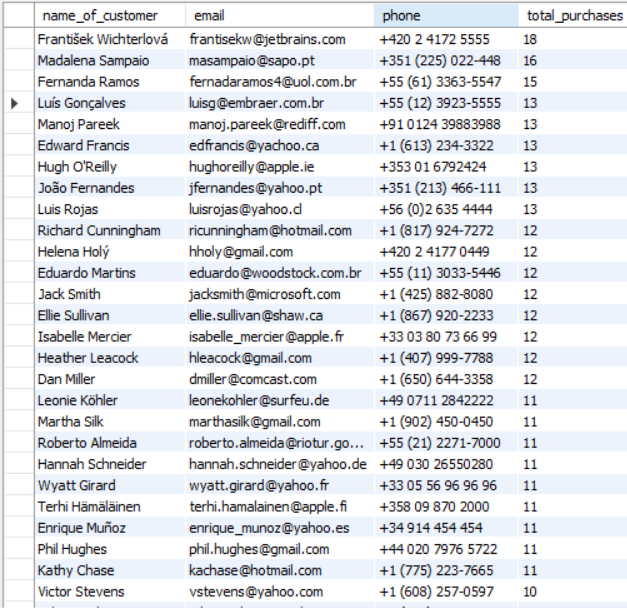 name_of_customer email phone total_purchases
František Wichterlová frantisekw@jetbrains.com +420 2 4172 5555 18
Madalena Sampaio masampaio@sapo.pt +351 (225) 022-448 16
Fernanda Ramos fernadaramos4@uol.com.br +55 (61) 3363-5547 15
Luís Gonçalves luisg@embraer.com.br +55 (12) 3923-5555 13
Manoj Pareek manoj.pareek@rediff.com +91 0124 39883988 13
Edward Francis edfrancis@yachoo.ca +1 (613) 234-3322 13
Hugh O'Reilly hughoreilly@apple.ie +353 01 6792424 13
João Fernandes jfernandes@yahoo.pt +351 (213) 466-111 13
Luis Rojas luisrojas@yahoo.cl +56 (0)2 635 4444 13
Richard Cunningham ricunningham@hotmail.com +1 (817) 924-7272 12
Helena Holý hholy@gmail.com +420 2 4177 0449 12
Eduardo Martins eduardo@woodstock.com.br +55 (11) 3033-5446 12
Jack Smith jacksmith@microsoft.com +1 (425) 882-8080 12
Ellie Sullivan ellie.sullivan@shaw.ca +1 (867) 920-2233 12
Isabelle Mercier isabelle_mercier@apple.fr +33 03 80 73 66 99 12
Heather Leacock hleacock@gmail.com +1 (407) 999-7788 12
Dan Miller dmiller@comcast.com +1 (650) 644-3358 12
Leonie Köhler leonekohler@surfeu.de +49 0711 2842222 11
Martha Silk marthasilk@gmail.com +1 (902) 450-0450 11
Roberto Almeida roberto.almeida@riotur.go... +55 (21) 2271-7000 11
Hannah Schneider hannah.schneider@yahoo.de +49 030 26550280 11
Wyatt Girard wyatt.girard@yahoo.fr +33 05 56 96 96 96 11
Terhi Hämäläinen terhi.hamalainen@apple.fi +358 09 870 2000 11
Enrique Muñoz enrique_munoz@yahoo.es +34 914 454 454 11
Phil Hughes phil.hughes@gmail.com +44 020 7976 5722 11
Kathy Chase kachase@hotmail.com +1 (775) 223-7665 11
Victor Stevens vstevens@yahoo.com +1 (608) 257-0597 10